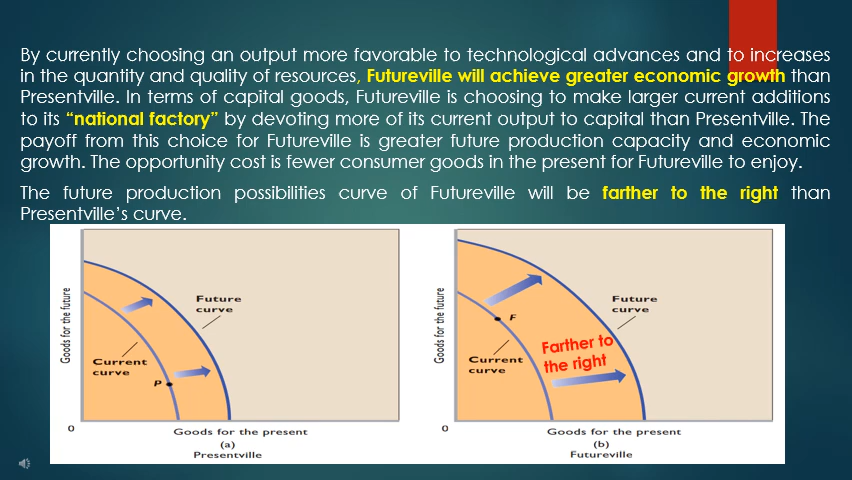 By currently choosing an output more favorable to technological advances and to increases
in the quantity and quality of resources, Futureville will achieve greater economic growth than
Presentville. In terms of capital goods, Futureville is choosing to make larger current additions
to its “national factory” by devoting more of its current output to capital than Presentville. The
payoff from this choice for Futureville is greater future production capacity and economic
growth. The opportunity cost is fewer consumer goods in the present for Futureville to enjoy.
The future production possibilities curve of Futureville will be farther to the right than
Presentville’s curve.
Goods for the future
Future
curve
Current
curve
P
0
Goods for the present
(a)
Presentville
Goods for the future
F
Future
curve
Current
curve
Farther to
the right
0
Goods for the present
(b)
Futureville